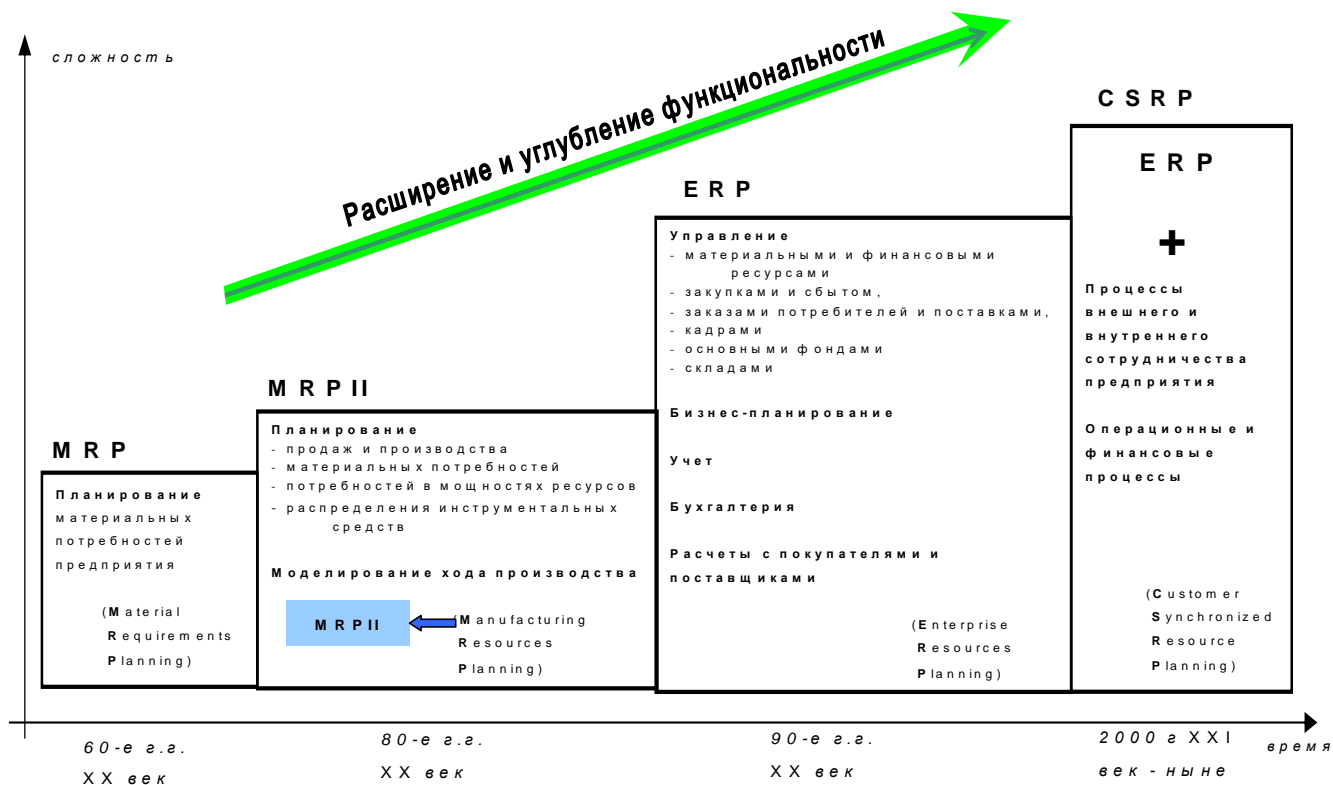 сложность
Расширение и углубление функциональности
CSRP
ERP
+
Процессы
внешнего и
внутреннего
сотрудничества
предприятия
Операционные и
финансовые
процессы
(Customer
Synchronized
Resource
Planning)
ERP
Управление
- материальными и финансовыми
ресурсами
- закупками и сбытом,
- заказами потребителей и поставками,
- кадрами
- основными фондами
- складами
Бизнес-планирование
Учет
Бухгалтерия
Расчеты с покупателями и
поставщиками
(Enterprise
Resources
Planning)
MRPII
Планирование
- продаж и производства
- материальных потребностей
- потребностей в мощностях ресурсов
- распределения инструментальных
средств
Моделирование хода производства
MRPII
(Manufacturing
Resources
Planning)
MRP
Планирование
материальных
потребностей
предприятия
(Material
Requirements
Planning)
60-е г.г.
XX век
80-е г.г.
XX век
90-е г.г.
XX век
2000 г XXI
век - ныне
время